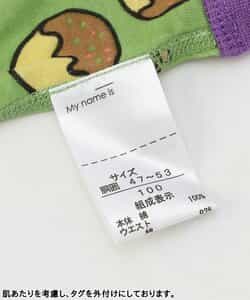 My name is
サイズ
胴囲 47～53
100
組成表示
本体 綿 100%
ウエスト
肌あたりを考慮し、タグを外付けにしております。